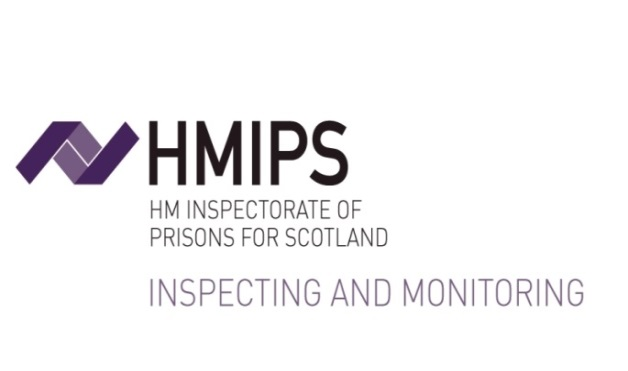 HMIPS
HM INSPECTORATE OF
PRISONS FOR SCOTLAND
INSPECTING AND MONITORING